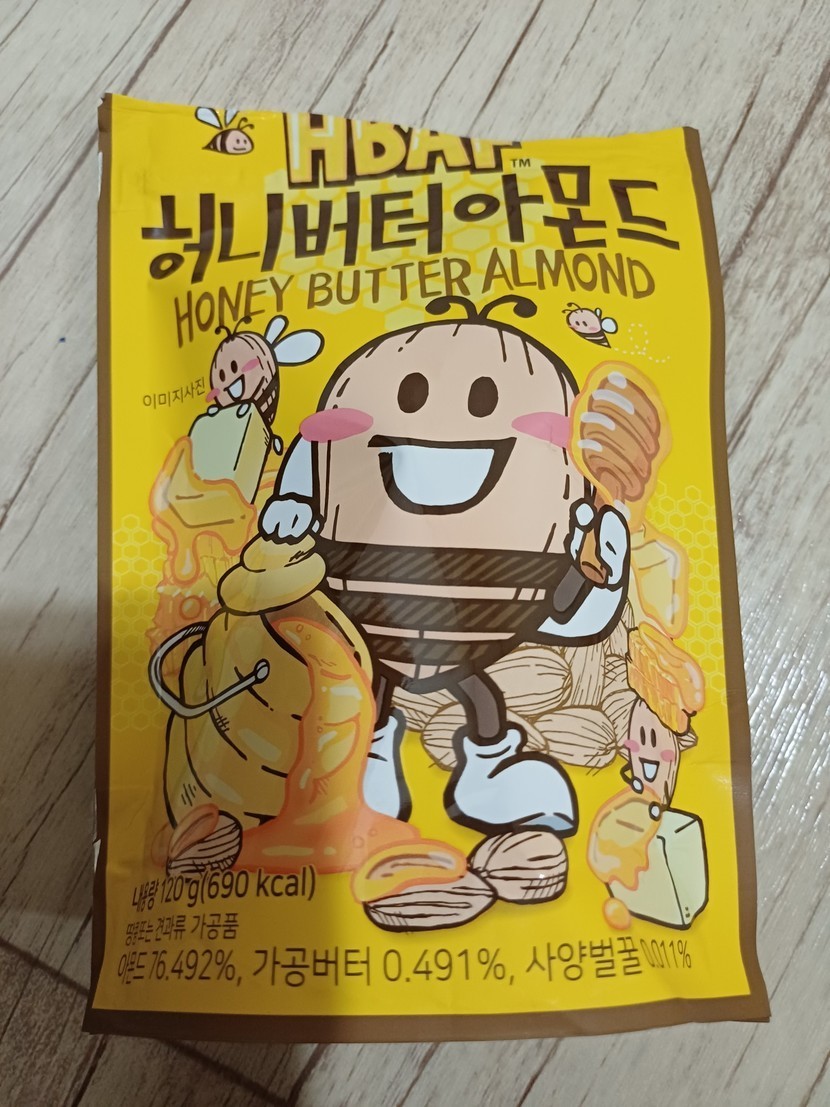 HBAF™
허니버터아몬드
HONEY BUTTER ALMOND
이미지사진
내용량 120 g(690 kcal)
땅콩또는 견과류 가공품
아몬드 76.492%, 가공버터 0.491%, 사양벌꿀 0.011%